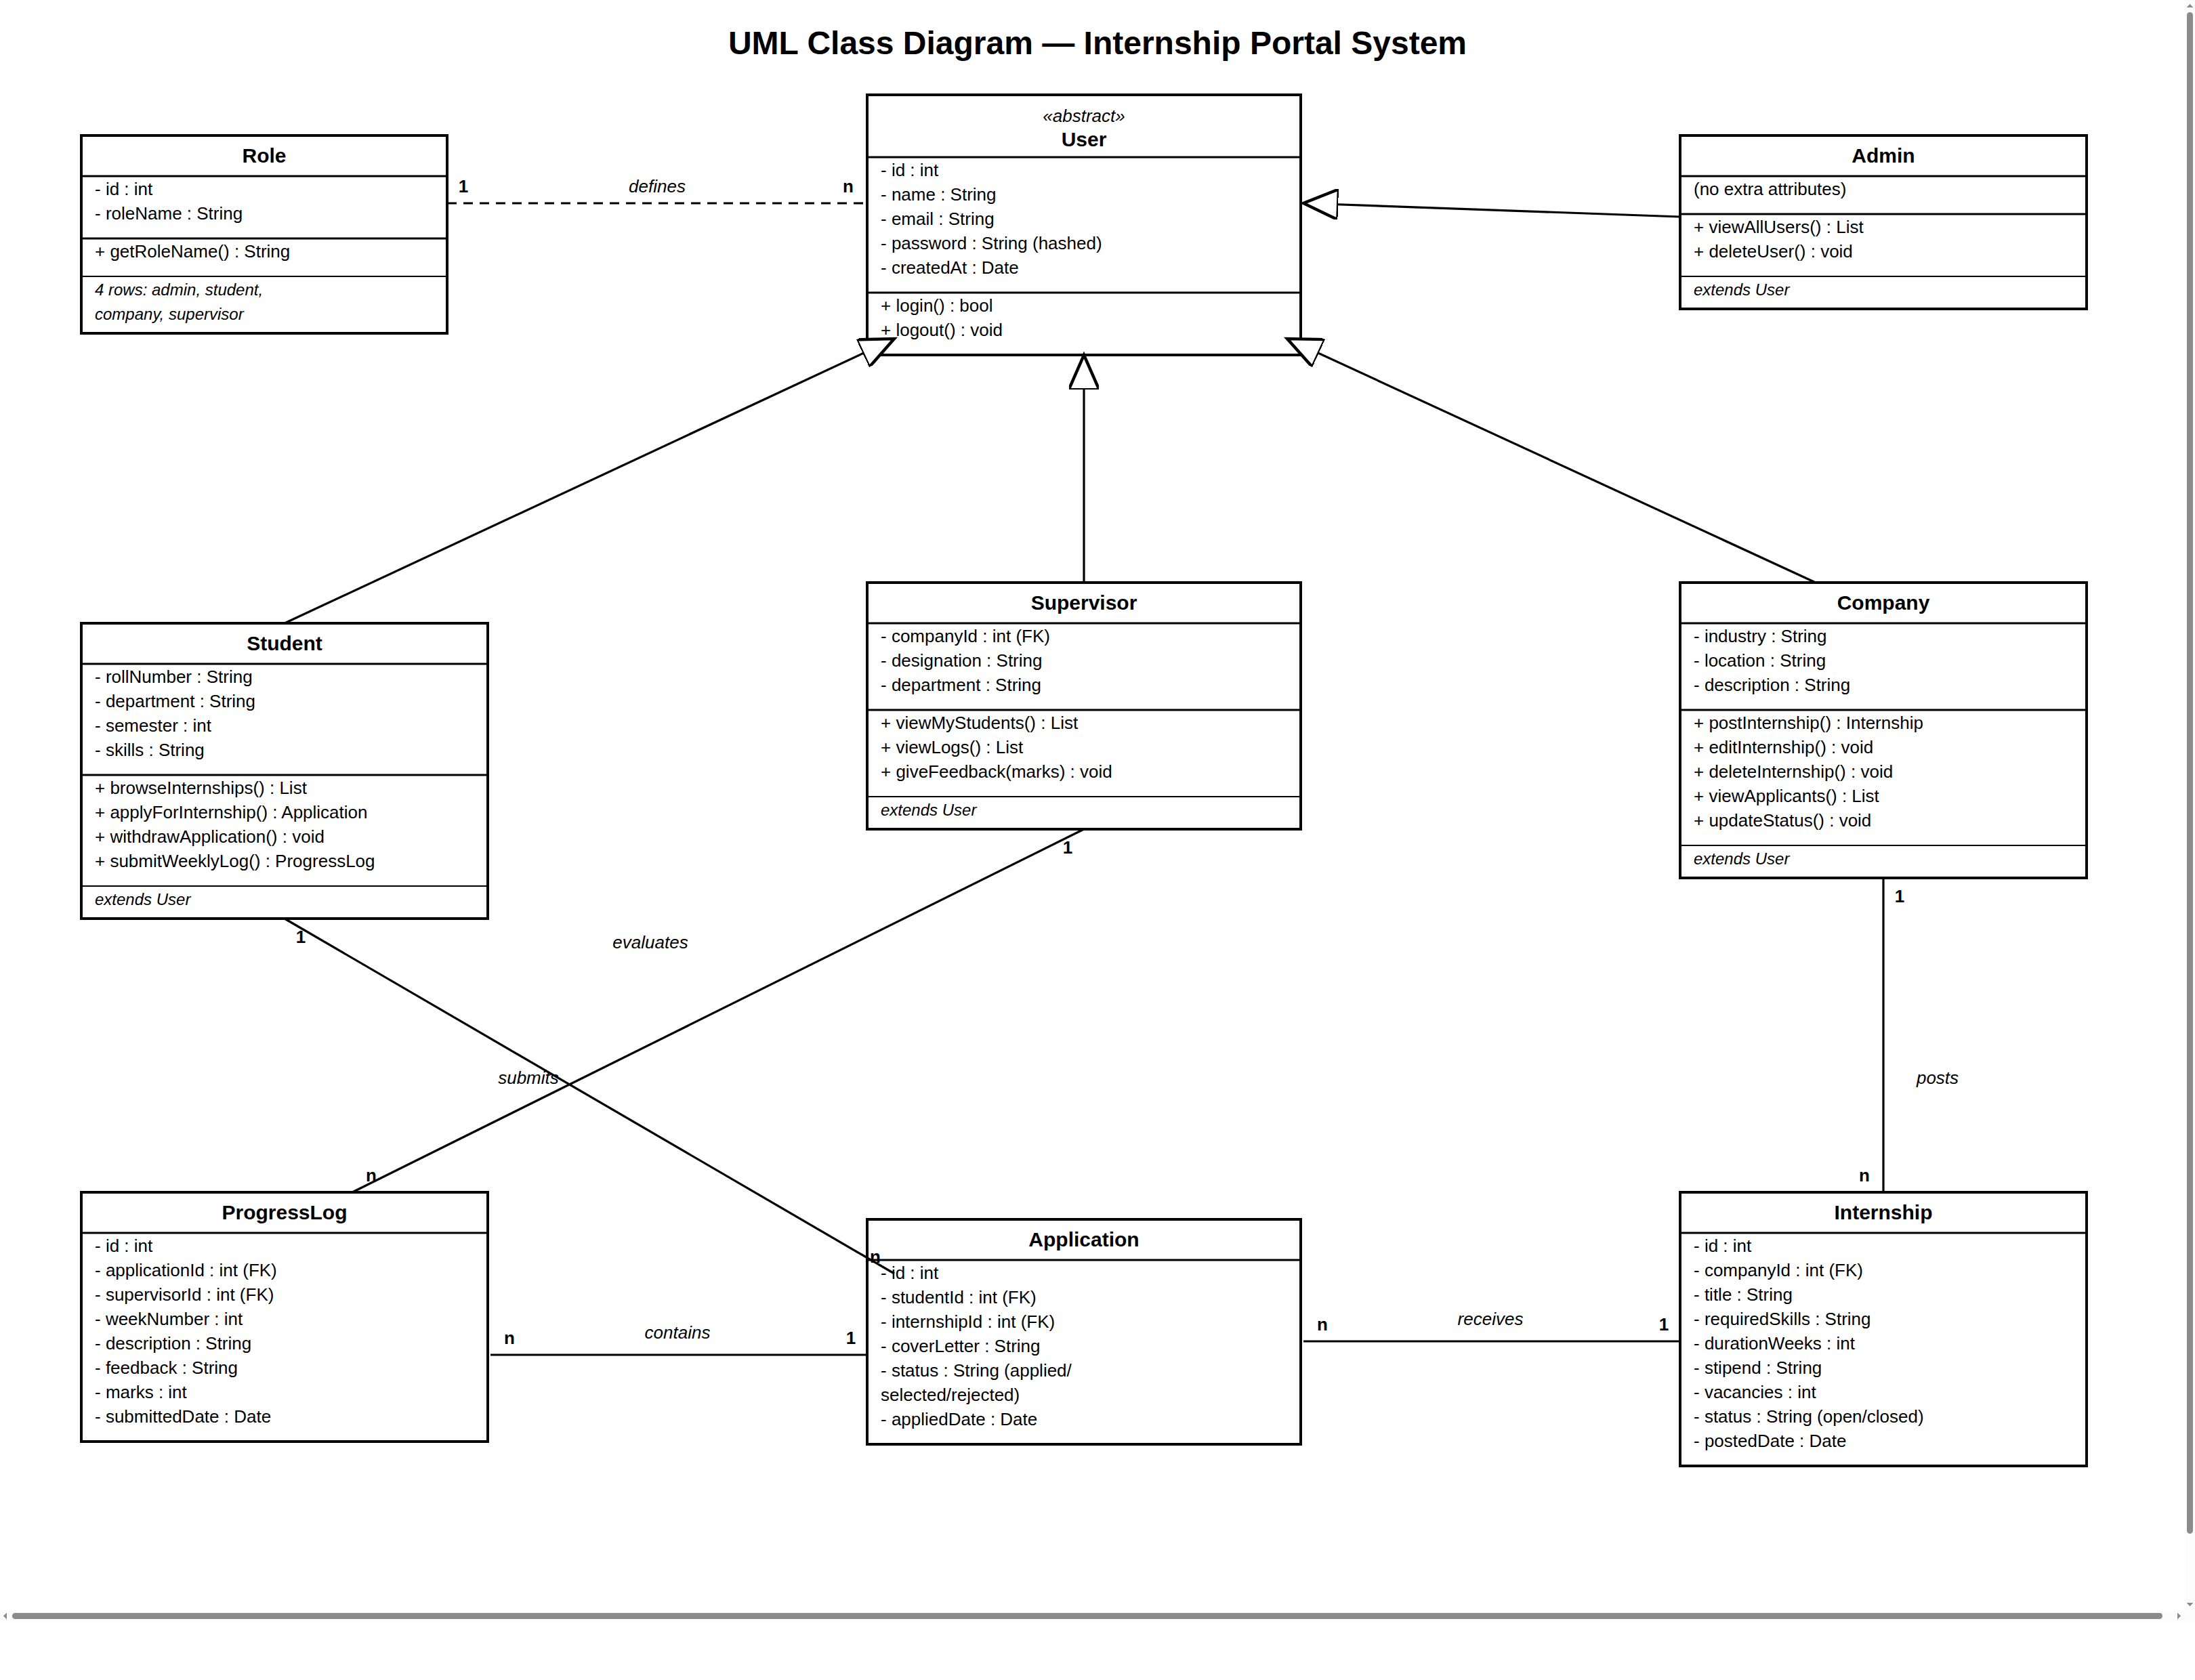 UML Class Diagram — Internship Portal System
Role
- id : int
- roleName : String
+ getRoleName() : String
4 rows: admin, student,
company, supervisor
1
defines
n
«abstract»
User
- id : int
- name : String
- email : String
- password : String (hashed)
- createdAt : Date
+ login() : bool
+ logout() : void
Admin
(no extra attributes)
+ viewAllUsers() : List
+ deleteUser() : void
extends User
Student
- rollNumber : String
- department : String
- semester : int
- skills : String
+ browseInternships() : List
+ applyForInternship() : Application
+ withdrawApplication() : void
+ submitWeeklyLog() : ProgressLog
extends User
Supervisor
- companyId : int (FK)
- designation : String
- department : String
+ viewMyStudents() : List
+ viewLogs() : List
+ giveFeedback(marks) : void
extends User
Company
- industry : String
- location : String
- description : String
+ postInternship() : Internship
+ editInternship() : void
+ deleteInternship() : void
+ viewApplicants() : List
+ updateStatus() : void
extends User
1
1
1
evaluates
submits
posts
n
n
n
ProgressLog
- id : int
- applicationId : int (FK)
- supervisorId : int (FK)
- weekNumber : int
- description : String
- feedback : String
- marks : int
- submittedDate : Date
n
contains
1
Application
- id : int
- studentId : int (FK)
- internshipId : int (FK)
- coverLetter : String
- status : String (applied/
selected/rejected)
- appliedDate : Date
n
receives
1
Internship
- id : int
- companyId : int (FK)
- title : String
- requiredSkills : String
- durationWeeks : int
- stipend : String
- vacancies : int
- status : String (open/closed)
- postedDate : Date